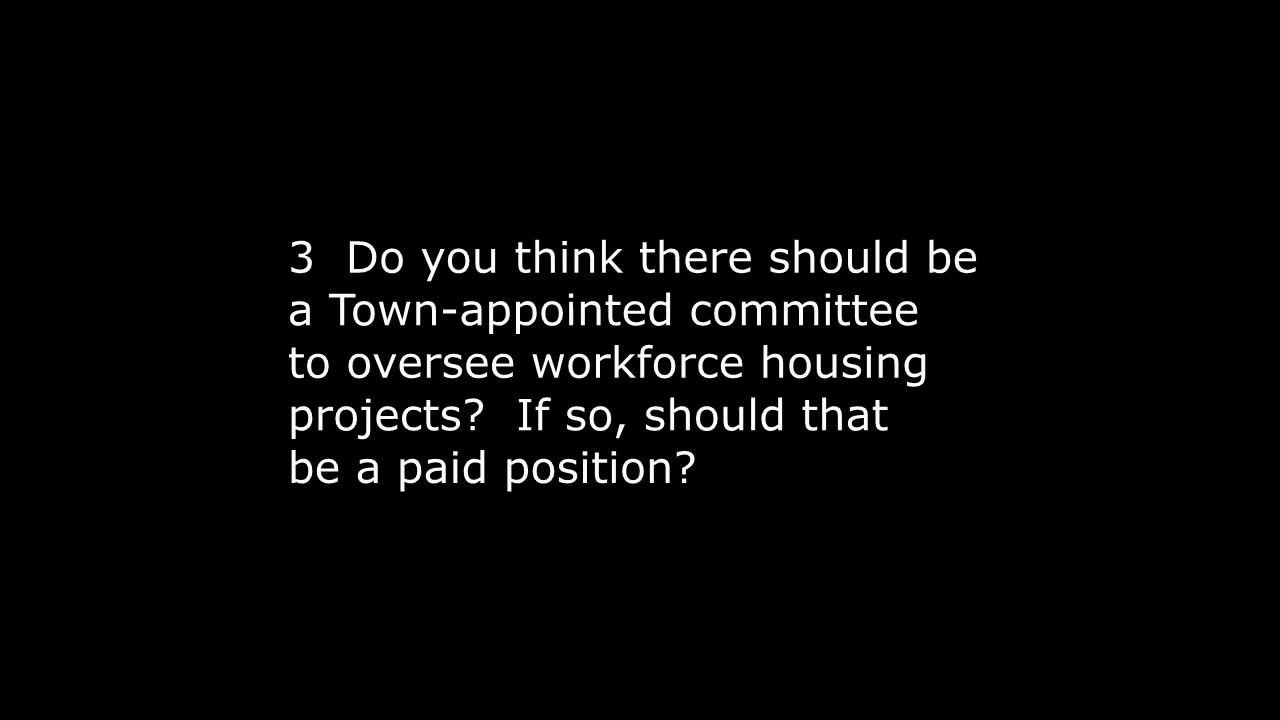 3  Do you think there should be
a Town-appointed committee
to oversee workforce housing
projects?  If so, should that
be a paid position?